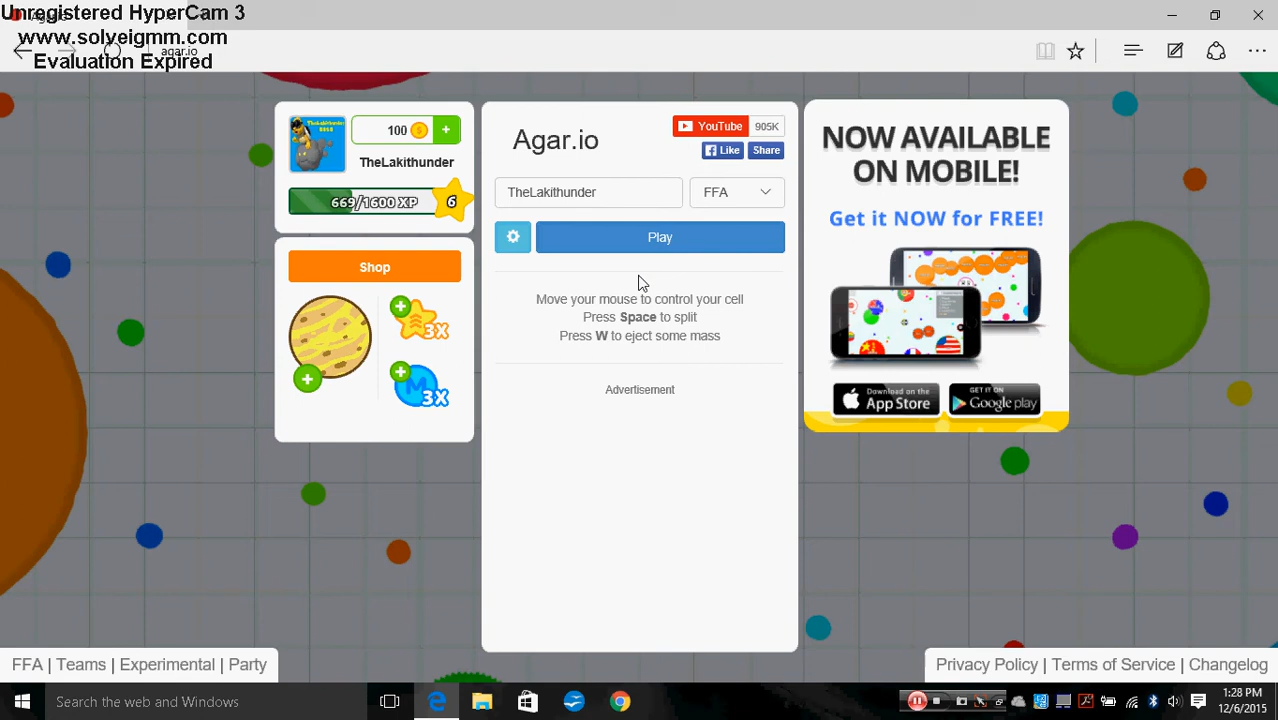 Unregistered HyperCam 3
www.solveigmm.com
Evaluation Expired
agar.io
100
TheLakithunder
669/1600 XP
6
Shop
3X
M
3X
Agar.io
YouTube 905K
Like Share
TheLakithunder
FFA
Play
Move your mouse to control your cell
Press Space to split
Press W to eject some mass
Advertisement
NOW AVAILABLE
ON MOBILE!
Get it NOW for FREE!
Download on the
App Store
GET IT ON
Google play
FFA | Teams | Experimental | Party
Privacy Policy | Terms of Service | Changelog
Search the web and Windows
1:28 PM
12/6/2015